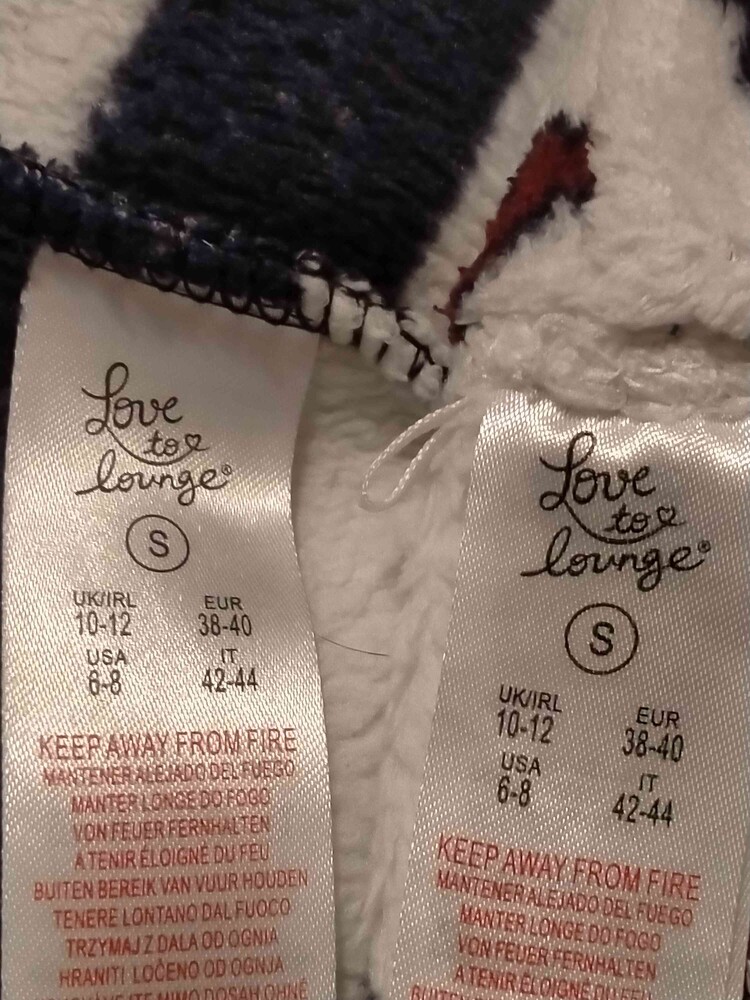 Love
to
lounge®
S
UK/IRL EUR
10-12 38-40
USA IT
6-8 42-44
KEEP AWAY FROM FIRE
MANTENER ALEJADO DEL FUEGO
MANTER LONGE DO FOGO
VON FEUER FERNHALTEN
A TENIR ÉLOIGNÉ DU FEU
BUITEN BEREIK VAN VUUR HOUDEN
TENERE LONTANO DAL FUOCO
TRZYMAJ Z DALA OD OGNIA
HRANITI LOČENO OD OGNJA
Love
to
lounge®
S
UK/IRL EUR
10-12 38-40
USA IT
6-8 42-44
KEEP AWAY FROM FIRE
MANTENER ALEJADO DEL FUEGO
MANTER LONGE DO FOGO
VON FEUER FERNHALTEN
A TENIR ÉLOIGNÉ DU FEU